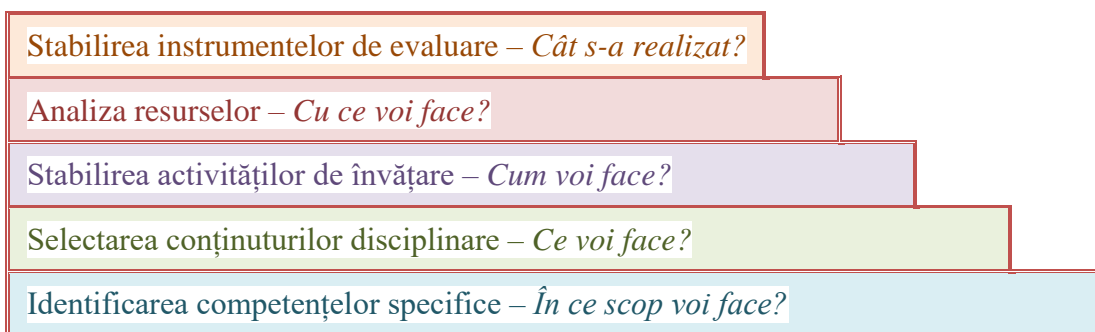 Stabilirea instrumentelor de evaluare – Cât s-a realizat?
Analiza resurselor – Cu ce voi face?
Stabilirea activităților de învățare – Cum voi face?
Selectarea conținuturilor disciplinare – Ce voi face?
Identificarea competențelor specifice – În ce scop voi face?